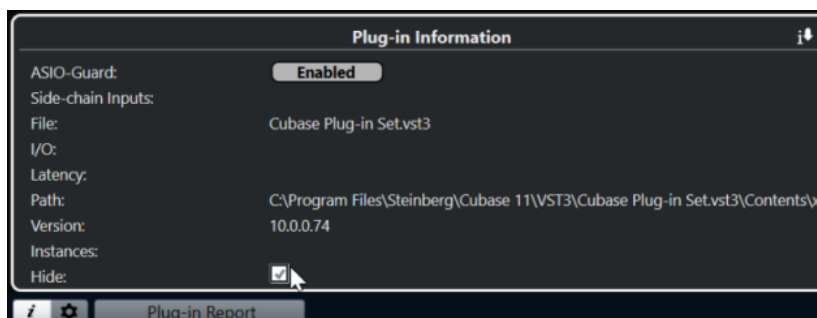 Plug-in Information
ASIO-Guard: Enabled
Side-chain Inputs:
File: Cubase Plug-in Set.vst3
I/O:
Latency:
Path: C:\Program Files\Steinberg\Cubase 11\VST3\Cubase Plug-in Set.vst3\Contents\
Version: 10.0.0.74
Instances:
Hide:
i Plug-in Report